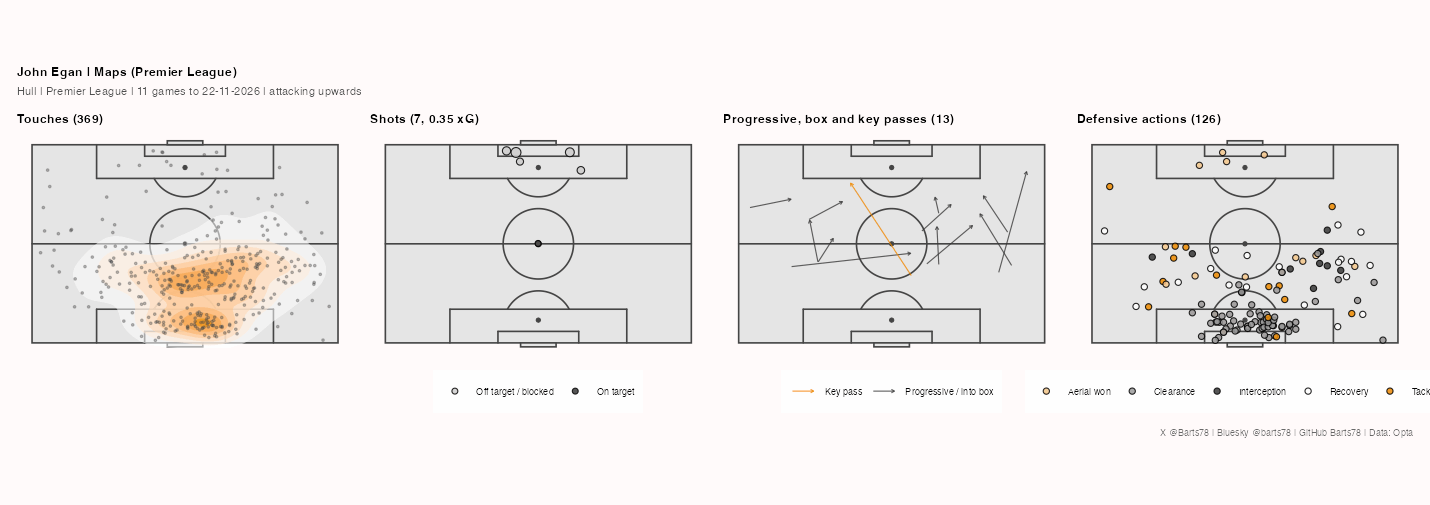 John Egan | Maps (Premier League)
Hull | Premier League | 11 games to 22-11-2026 | attacking upwards
Touches (369)
Shots (7, 0.35 xG)
Progressive, box and key passes (13)
Defensive actions (126)
Off target / blocked
On target
Key pass
Progressive / into box
Aerial won
Clearance
Interception
Recovery
Tack
X @Barts78 | Bluesky @barts78 | GitHub Barts78 | Data: Opta